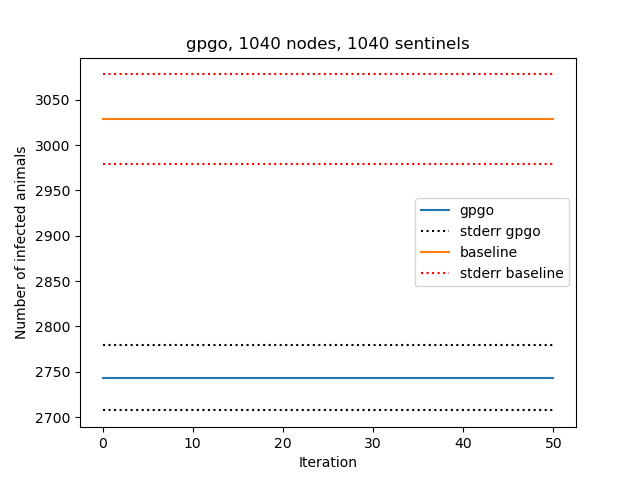 gpgo, 1040 nodes, 1040 sentinels
Number of infected animals
3050
3000
2950
2900
2850
2800
2750
2700
gpgo
stderr gpgo
baseline
stderr baseline
0 10 20 30 40 50
Iteration